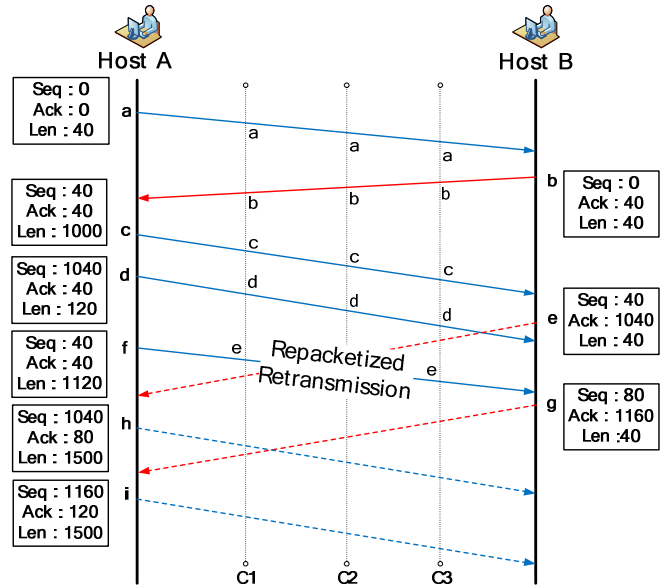 Host A
Host B
Seq : 0
Ack : 0
Len : 40
a
a
a
a
b
Seq : 0
Ack : 40
Len : 40
b
b
b
Seq : 40
Ack : 40
Len : 1000
c
c
c
c
Seq : 1040
Ack : 40
Len : 120
d
d
d
d
e
Seq : 40
Ack : 1040
Len : 40
Seq : 40
Ack : 40
Len : 1120
f
e
Repacketized
Retransmission
e
g
Seq : 80
Ack : 1160
Len :40
Seq : 1040
Ack : 80
Len : 1500
h
Seq : 1160
Ack : 120
Len : 1500
i
C1
C2
C3